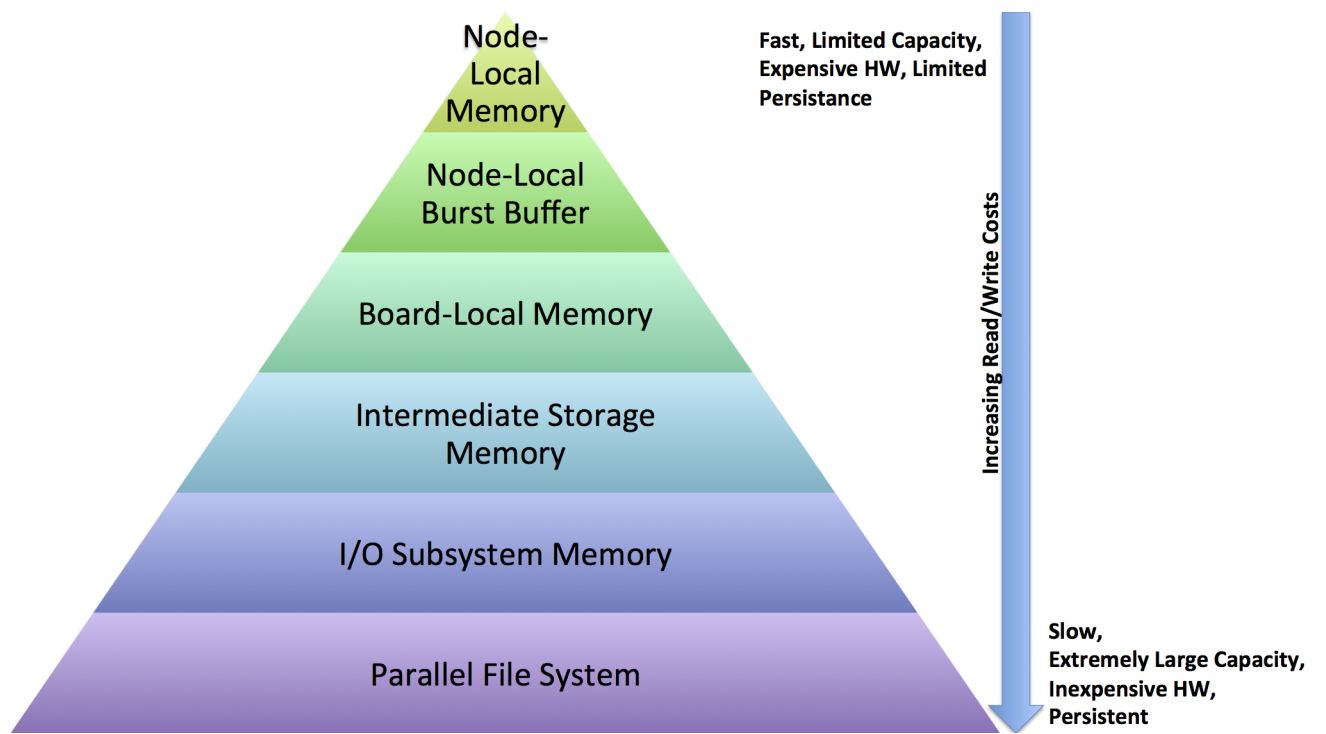 Node-
Local
Memory
Node-Local
Burst Buffer
Board-Local Memory
Intermediate Storage
Memory
I/O Subsystem Memory
Parallel File System
Fast, Limited Capacity,
Expensive HW, Limited
Persistance
Increasing Read/Write Costs
Slow,
Extremely Large Capacity,
Inexpensive HW,
Persistent